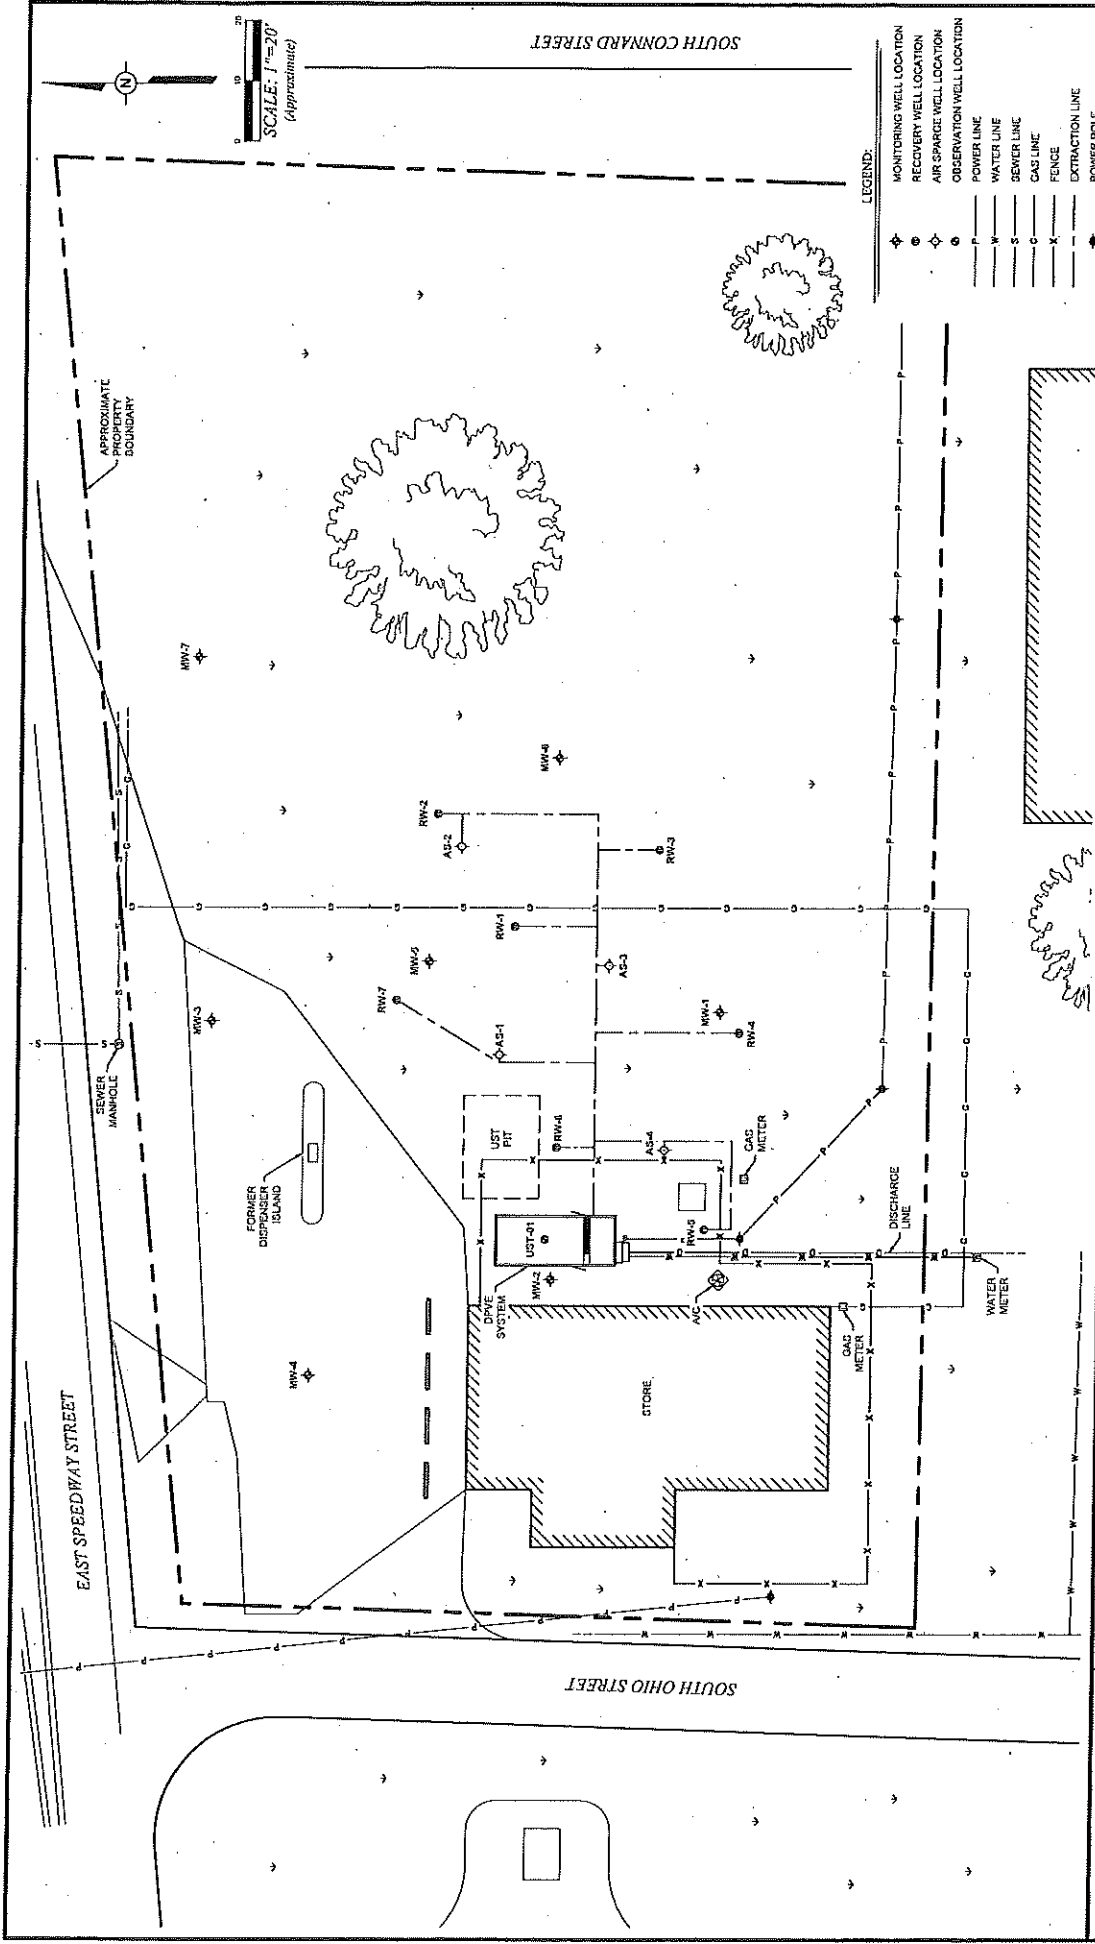 EAST SPEEDWAY STREET
SOUTH OHIO STREET
SOUTH CONNARD STREET
N
0 10 20
SCALE: 1"=20'
(Approximate)
APPROXIMATE
PROPERTY
BOUNDARY
SEWER
MANHOLE
FORMER
DISPENSER
ISLAND
MW-7
MW-3
MW-4
MW-5
MW-6
MW-1
MW-2
RW-7
RW-2
RW-1
RW-3
RW-4
RW-6
RW-5
AS-1
AS-2
AS-3
AS-4
UST
PIT
UST-01
DPVE
SYSTEM
STORE
A/C
GAS
METER
GAS
METER
DISCHARGE
LINE
WATER
METER
LEGEND:
MONITORING WELL LOCATION
RECOVERY WELL LOCATION
AIR SPARGE WELL LOCATION
OBSERVATION WELL LOCATION
P POWER LINE
W WATER LINE
S SEWER LINE
G GAS LINE
X FENCE
EXTRACTION LINE
POWER POLE